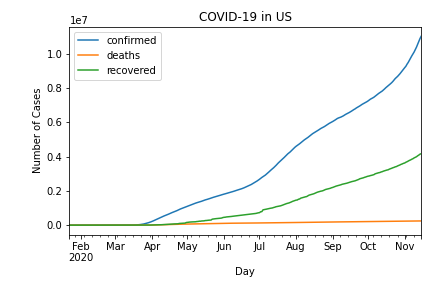 COVID-19 in US
1e7
confirmed
deaths
recovered
Number of Cases
1.0
0.8
0.6
0.4
0.2
0.0
Feb Mar Apr May Jun Jul Aug Sep Oct Nov
2020
Day